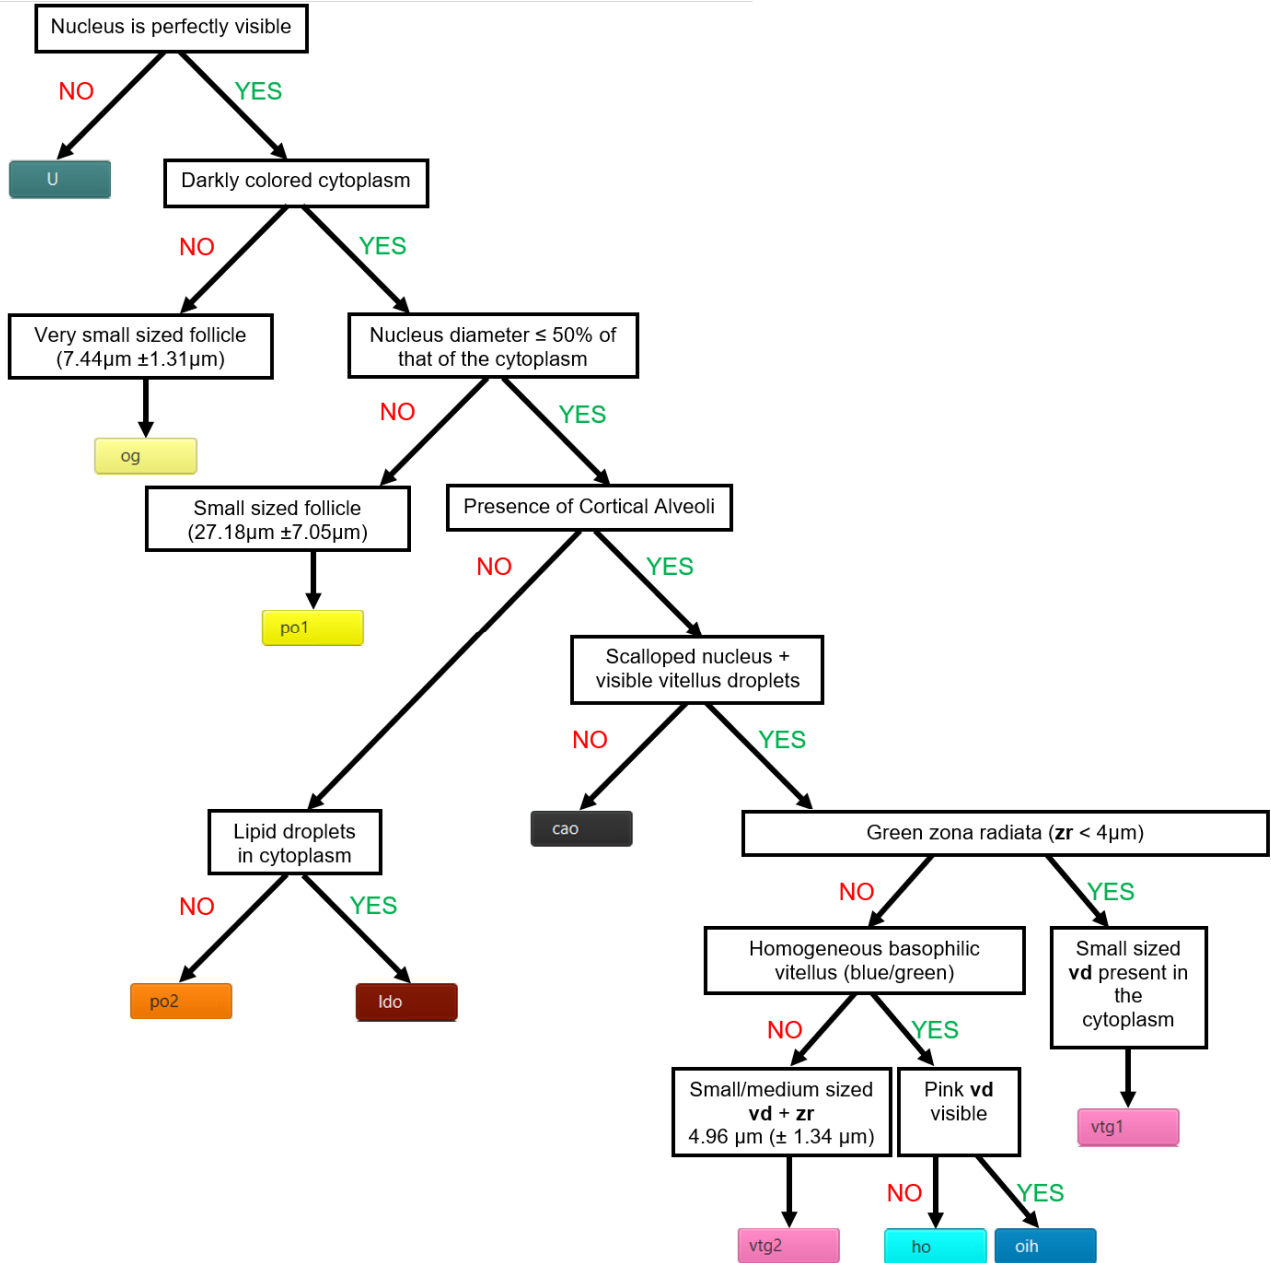 Nucleus is perfectly visible
NO
YES
U
Darkly colored cytoplasm
NO
YES
Very small sized follicle
(7.44µm ±1.31µm)
Nucleus diameter ≤ 50% of
that of the cytoplasm
NO
YES
og
Small sized follicle
(27.18µm ±7.05µm)
Presence of Cortical Alveoli
NO
YES
po1
Scalloped nucleus +
visible vitellus droplets
NO
YES
Lipid droplets
in cytoplasm
cao
Green zona radiata (zr < 4µm)
NO
YES
NO
YES
po2
ldo
Homogeneous basophilic
vitellus (blue/green)
Small sized
vd present in
the
cytoplasm
NO
YES
Small/medium sized
vd + zr
4.96 µm (± 1.34 µm)
Pink vd
visible
vtg1
NO
YES
vtg2
ho
oih